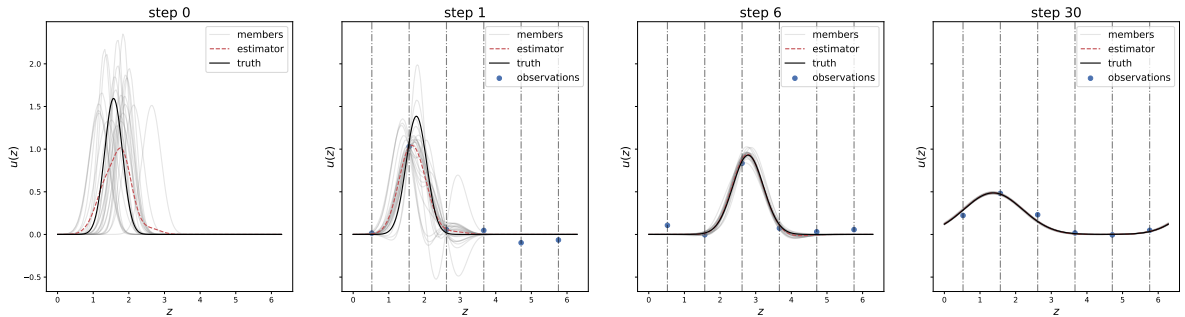 step 0
members
estimator
truth
u(z)
2.0
1.5
1.0
0.5
0.0
−0.5
0 1 2 3 4 5 6
z
step 1
members
estimator
truth
observations
u(z)
0 1 2 3 4 5 6
z
step 6
members
estimator
truth
observations
u(z)
0 1 2 3 4 5 6
z
step 30
members
estimator
truth
observations
u(z)
0 1 2 3 4 5 6
z